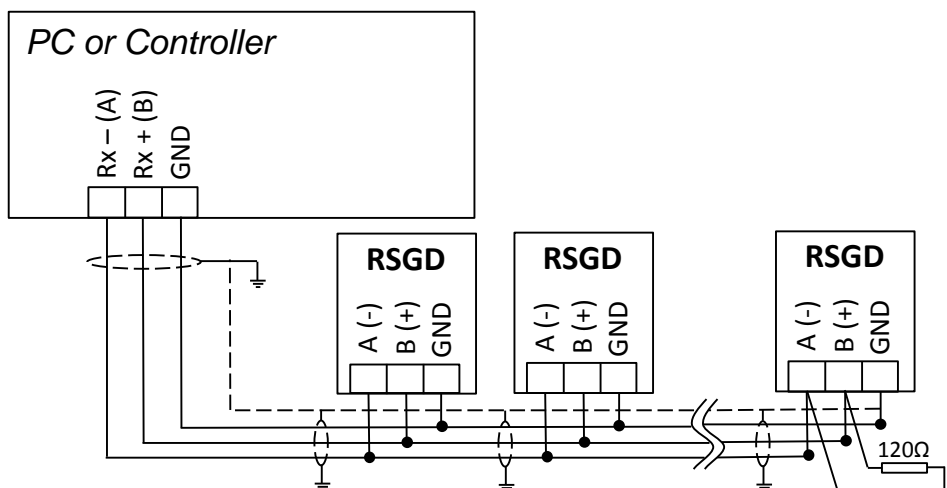 PC or Controller
Rx – (A)
Rx + (B)
GND
RSGD
A (-)
B (+)
GND
RSGD
A (-)
B (+)
GND
RSGD
A (-)
B (+)
GND
120Ω